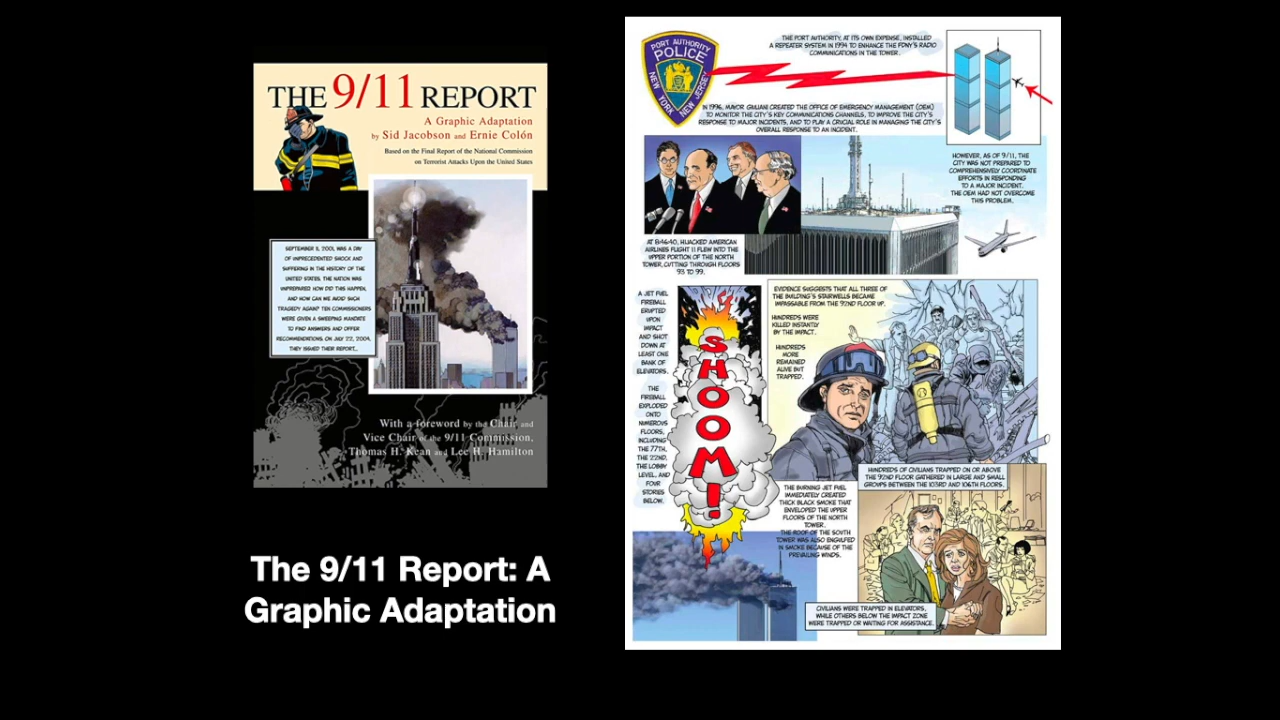 THE 9/11 REPORT
A Graphic Adaptation
by Sid Jacobson and Ernie Colón
Based on the Final Report of the National Commission
on Terrorist Attacks Upon the United States
SEPTEMBER 11, 2001, WAS A DAY
OF UNPRECEDENTED SHOCK AND
SUFFERING IN THE HISTORY OF THE
UNITED STATES. THE NATION WAS
UNPREPARED. HOW DID THIS HAPPEN,
AND HOW CAN WE AVOID SUCH
TRAGEDY AGAIN? TEN COMMISSIONERS
WERE GIVEN A SWEEPING MANDATE
TO FIND ANSWERS AND OFFER
RECOMMENDATIONS. ON JULY 22, 2004,
THEY ISSUED THEIR REPORT...
With a foreword by the Chair and
Vice Chair of the 9/11 Commission,
Thomas H. Kean and Lee H. Hamilton
The 9/11 Report: A
Graphic Adaptation
PORT AUTHORITY
POLICE
NEW YORK
NEW JERSEY
THE PORT AUTHORITY, AT ITS OWN EXPENSE, INSTALLED
A REPEATER SYSTEM IN 1994 TO ENHANCE THE FDNY'S RADIO
COMMUNICATIONS IN THE TOWER.
IN 1996, MAYOR GIULIANI CREATED THE OFFICE OF EMERGENCY MANAGEMENT (OEM)
TO MONITOR THE CITY'S KEY COMMUNICATIONS CHANNELS, TO IMPROVE THE CITY'S
RESPONSE TO MAJOR INCIDENTS, AND TO PLAY A CRUCIAL ROLE IN MANAGING THE CITY'S
OVERALL RESPONSE TO AN INCIDENT.
HOWEVER, AS OF 9/11, THE
CITY WAS NOT PREPARED TO
COMPREHENSIVELY COORDINATE
EFFORTS IN RESPONDING
TO A MAJOR INCIDENT.
THE OEM HAD NOT OVERCOME
THIS PROBLEM.
AT 8:46:40, HIJACKED AMERICAN
AIRLINES FLIGHT 11 FLEW INTO THE
UPPER PORTION OF THE NORTH
TOWER, CUTTING THROUGH FLOORS
93 TO 99.
A JET FUEL
FIREBALL
ERUPTED
UPON
IMPACT
AND SHOT
DOWN AT
LEAST ONE
BANK OF
ELEVATORS.
THE
FIREBALL
EXPLODED
ONTO
NUMEROUS
FLOORS,
INCLUDING
THE 77TH,
THE 22ND,
THE LOBBY
LEVEL, AND
FOUR
STORIES
BELOW.
SHOOM!
EVIDENCE SUGGESTS THAT ALL THREE OF
THE BUILDING'S STAIRWELLS BECAME
IMPASSABLE FROM THE 92ND FLOOR UP.
HUNDREDS WERE
KILLED INSTANTLY
BY THE IMPACT.
HUNDREDS
MORE
REMAINED
ALIVE BUT
TRAPPED.
HUNDREDS OF CIVILIANS TRAPPED ON OR ABOVE
THE 92ND FLOOR GATHERED IN LARGE AND SMALL
GROUPS BETWEEN THE 103RD AND 106TH FLOORS.
THE BURNING JET FUEL
IMMEDIATELY CREATED
THICK BLACK SMOKE THAT
ENVELOPED THE UPPER
FLOORS OF THE NORTH
TOWER.
THE ROOF OF THE SOUTH
TOWER WAS ALSO ENGULFED
IN SMOKE BECAUSE OF THE
PREVAILING WINDS.
CIVILIANS WERE TRAPPED IN ELEVATORS,
WHILE OTHERS BELOW THE IMPACT ZONE
WERE TRAPPED OR WAITING FOR ASSISTANCE.